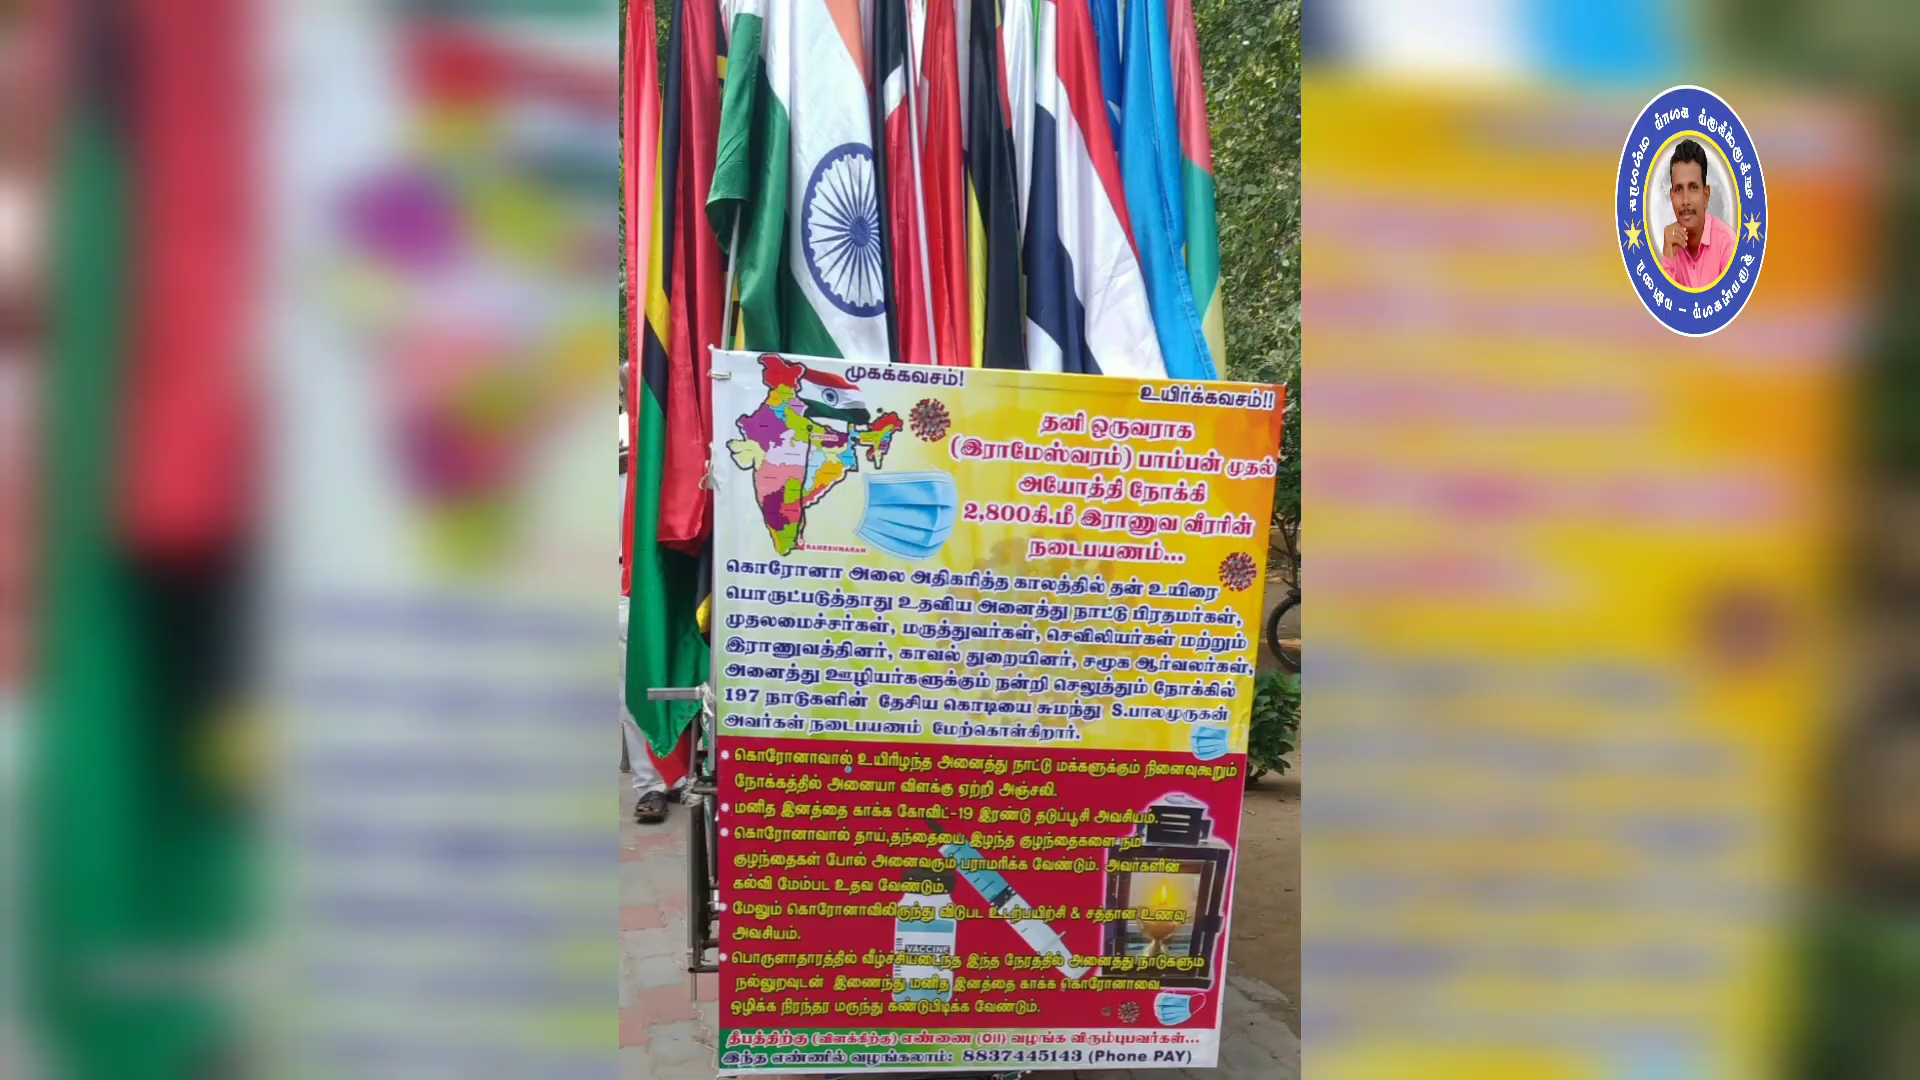 முகக்கவசம்!
உயிர்க்கவசம்!!
தனி ஒருவராக
(இராமேஸ்வரம்) பாம்பன் முதல்
அயோத்தி நோக்கி
2,800கி.மீ இராணுவ வீரரின்
நடைபயணம்...
RAMESHWARAM
கொரோனா அலை அதிகரித்த காலத்தில் தன் உயிரை
பொருட்படுத்தாது உதவிய அனைத்து நாட்டு பிரதமர்கள்,
முதலமைச்சர்கள், மருத்துவர்கள், செவிலியர்கள் மற்றும்
இராணுவத்தினர், காவல் துறையினர், சமூக ஆர்வலர்கள்,
அனைத்து ஊழியர்களுக்கும் நன்றி செலுத்தும் நோக்கில்
197 நாடுகளின் தேசிய கொடியை சுமந்து S.பாலமுருகன்
அவர்கள் நடைபயணம் மேற்கொள்கிறார்.
கொரோனாவால் உயிரிழந்த அனைத்து நாட்டு மக்களுக்கும் நினைவுகூறும்
நோக்கத்தில் அணையா விளக்கு ஏற்றி அஞ்சலி.
மனித இனத்தை காக்க கோவிட்-19 இரண்டு தடுப்பூசி அவசியம்.
கொரோனாவால் தாய்,தந்தையை இழந்த குழந்தைகளை நம்
குழந்தைகள் போல் அனைவரும் பராமரிக்க வேண்டும். அவர்களின்
கல்வி மேம்பட உதவ வேண்டும்.
மேலும் கொரோனாவிலிருந்து விடுபட உடற்பயிற்சி & சத்தான உணவு
அவசியம்.
VACCINE
பொருளாதாரத்தில் வீழ்ச்சியடைந்த இந்த நேரத்தில் அனைத்து நாடுகளும்
நல்லுறவுடன் இணைந்து மனித இனத்தை காக்க கொரோனாவை
ஒழிக்க நிரந்தர மருந்து கண்டுபிடிக்க வேண்டும்.
தீபத்திற்கு (விளக்கிற்கு) எண்ணை (Oil) வழங்க விரும்புபவர்கள்...
இந்த எண்ணில் வழங்கலாம்: 8837445143 (Phone PAY)